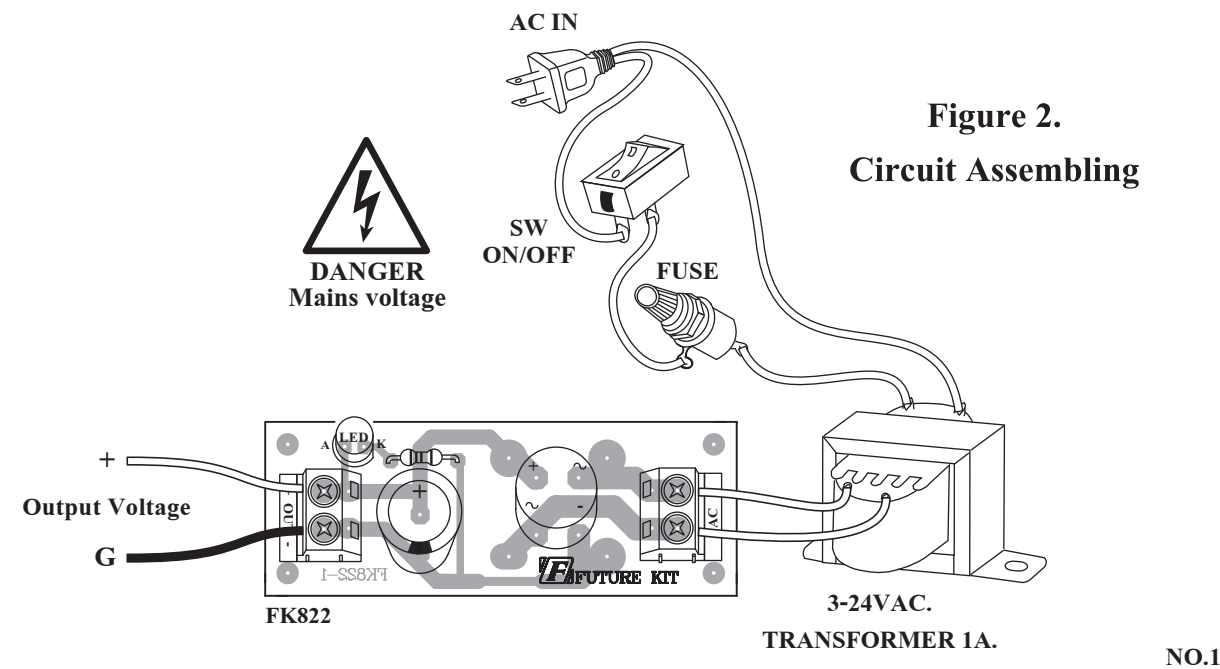 AC IN
Figure 2.
Circuit Assembling
SW
ON/OFF
DANGER
Mains voltage
FUSE
A LED K
+
+ ~
+
Output Voltage
~ -
- OUT
AC
G
FK822-1
F FUTURE KIT
FK822
3-24VAC.
TRANSFORMER 1A.
NO.1